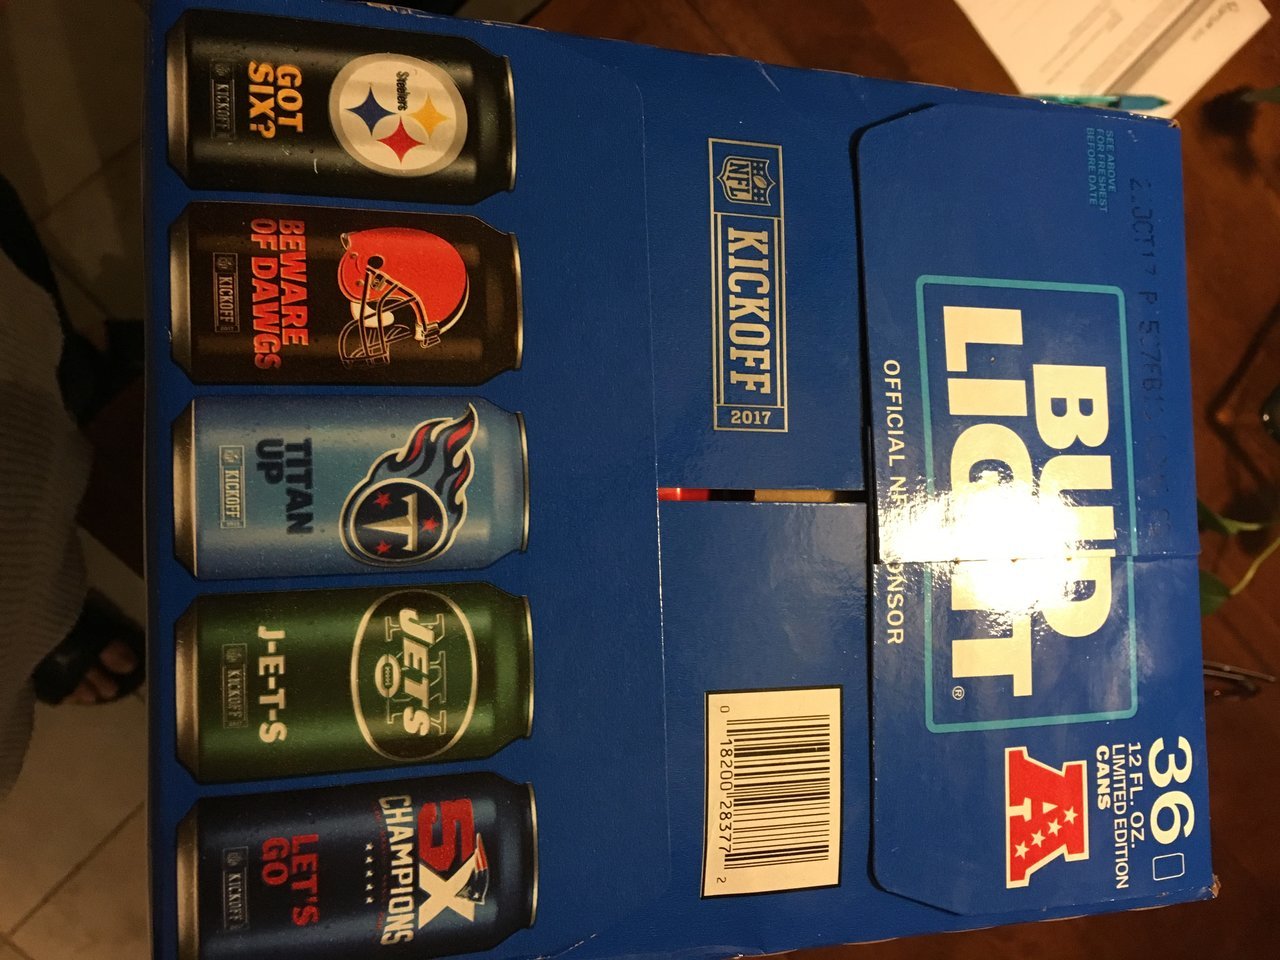 36
12 FL. OZ.
LIMITED EDITION
CANS
A
BUD
LIGHT®
OFFICIAL NFL SPONSOR
SEE ABOVE
FOR FRESHEST
BEFORE DATE
NFL
KICKOFF
2017
0 18200 28377 2
Steelers
GOT
SIX?
KICKOFF
BEWARE
OF DAWGS
KICKOFF
2017
T
TITAN
UP
KICKOFF
NY
JETS
J-E-T-S
KICKOFF
5X
CHAMPIONS
LET'S
GO
KICKOFF